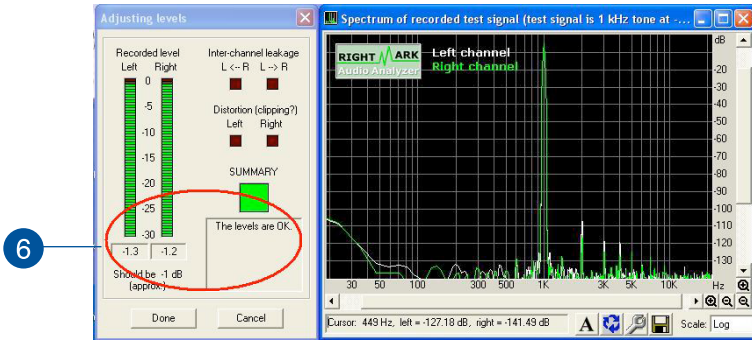 Adjusting levels
Recorded level
Left Right
0
-5
-10
-15
-20
-25
-30
-1.3 -1.2
Should be -1 dB
(approx.)
Inter-channel leakage
L <-- R L --> R
Distortion (clipping?)
Left Right
SUMMARY
The levels are OK.
Done Cancel
6
Spectrum of recorded test signal (test signal is 1 kHz tone at -...
RIGHT MARK
Audio Analyzer
Left channel
Right channel
dB
-20
-30
-40
-50
-60
-70
-80
-90
-100
-110
-120
-130
30 50 100 300 500 1K 3K 5K 10K Hz
Cursor: 449 Hz, left = -127.18 dB, right = -141.49 dB
A
Scale: Log